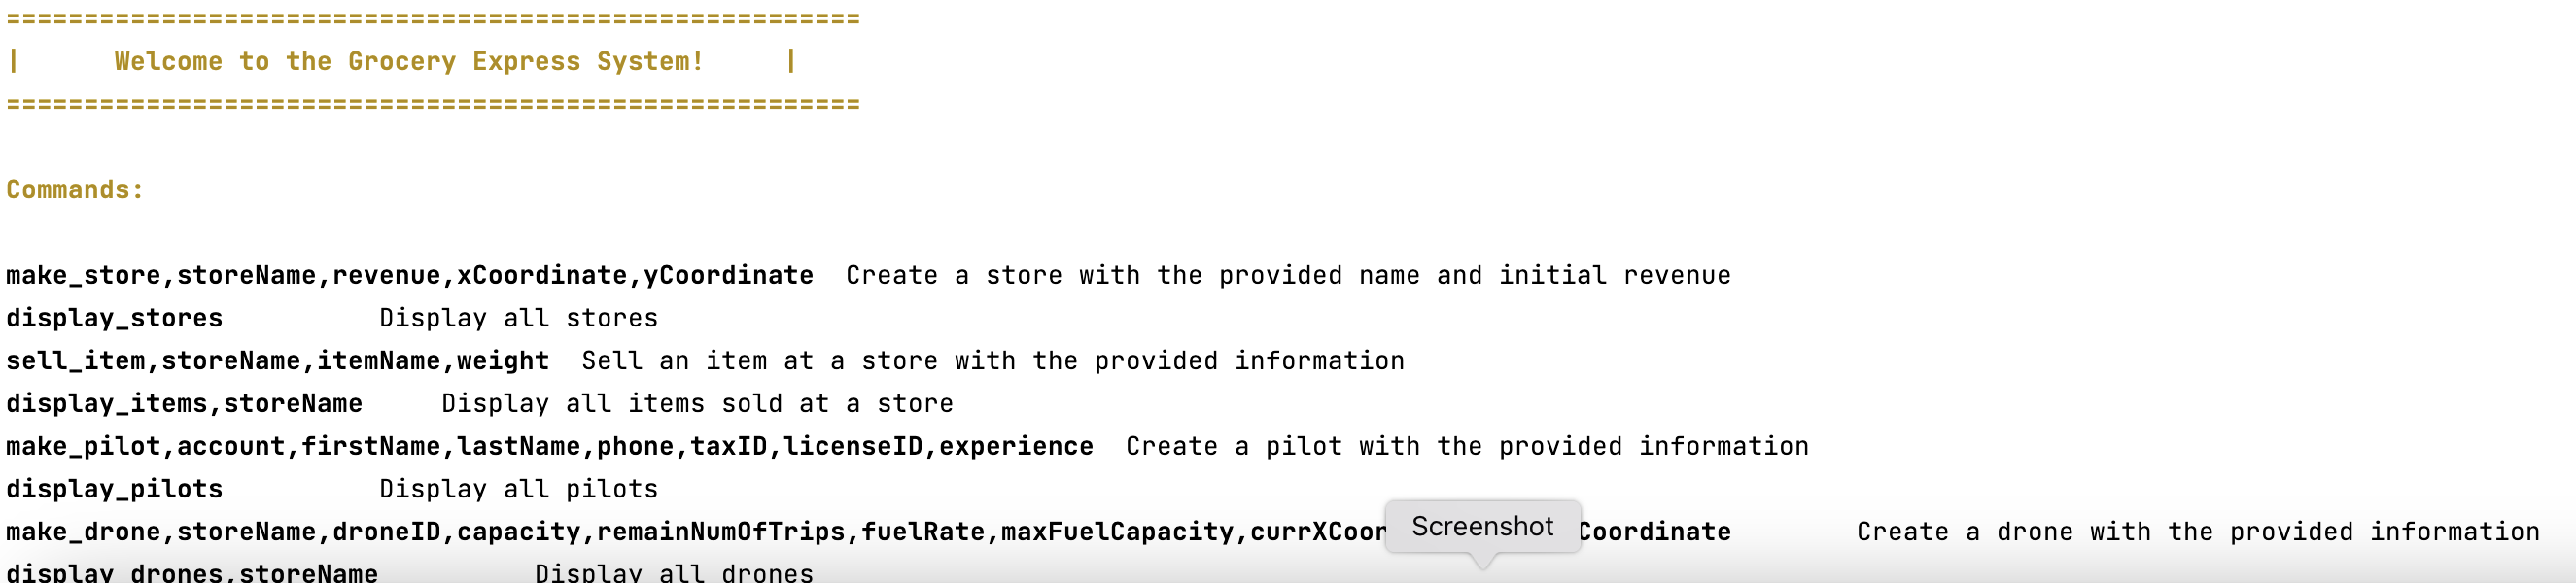 =======================================================
|      Welcome to the Grocery Express System!     |
=======================================================
Commands:
make_store,storeName,revenue,xCoordinate,yCoordinate  Create a store with the provided name and initial revenue
display_stores          Display all stores
sell_item,storeName,itemName,weight  Sell an item at a store with the provided information
display_items,storeName     Display all items sold at a store
make_pilot,account,firstName,lastName,phone,taxID,licenseID,experience  Create a pilot with the provided information
display_pilots          Display all pilots
make_drone,storeName,droneID,capacity,remainNumOfTrips,fuelRate,maxFuelCapacity,currXCoor Screenshot Coordinate        Create a drone with the provided information
display_drones,storeName          Display all drones